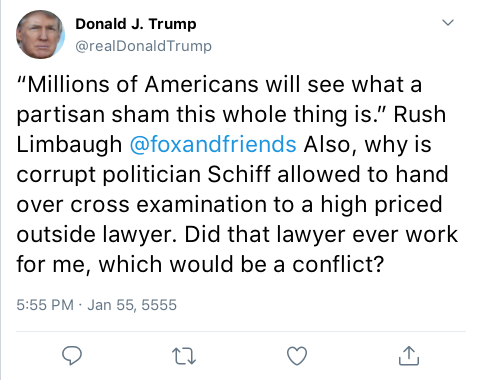 Donald J. Trump
@realDonaldTrump
“Millions of Americans will see what a
partisan sham this whole thing is.” Rush
Limbaugh @foxandfriends Also, why is
corrupt politician Schiff allowed to hand
over cross examination to a high priced
outside lawyer. Did that lawyer ever work
for me, which would be a conflict?
5:55 PM · Jan 55, 5555